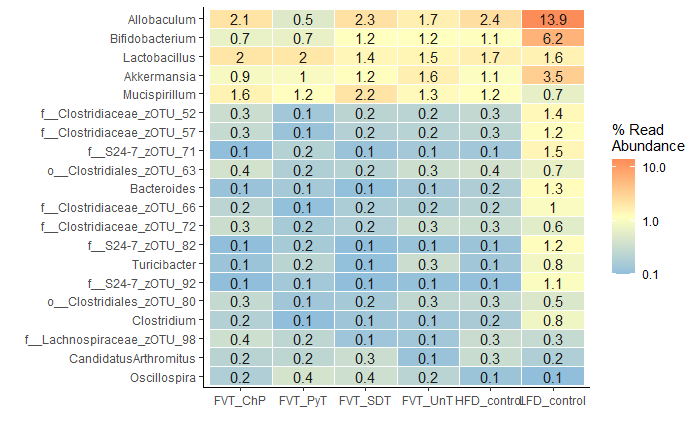 Allobaculum 2.1 0.5 2.3 1.7 2.4 13.9
Bifidobacterium 0.7 0.7 1.2 1.2 1.1 6.2
Lactobacillus 2 2 1.4 1.5 1.7 1.6
Akkermansia 0.9 1 1.2 1.6 1.1 3.5
Mucispirillum 1.6 1.2 2.2 1.3 1.2 0.7
f__Clostridiaceae_zOTU_52 0.3 0.1 0.2 0.2 0.3 1.4
f__Clostridiaceae_zOTU_57 0.3 0.1 0.2 0.2 0.3 1.2
f__S24-7_zOTU_71 0.1 0.2 0.1 0.1 0.1 1.5
o__Clostridiales_zOTU_63 0.4 0.2 0.2 0.3 0.4 0.7
Bacteroides 0.1 0.1 0.1 0.1 0.2 1.3
f__Clostridiaceae_zOTU_66 0.2 0.1 0.2 0.2 0.2 1
f__Clostridiaceae_zOTU_72 0.3 0.2 0.2 0.3 0.3 0.6
f__S24-7_zOTU_82 0.1 0.2 0.1 0.1 0.1 1.2
Turicibacter 0.1 0.2 0.1 0.3 0.1 0.8
f__S24-7_zOTU_92 0.1 0.1 0.1 0.1 0.1 1.1
o__Clostridiales_zOTU_80 0.3 0.1 0.2 0.3 0.3 0.5
Clostridium 0.2 0.1 0.1 0.1 0.2 0.8
f__Lachnospiraceae_zOTU_98 0.4 0.2 0.1 0.1 0.3 0.3
CandidatusArthromitus 0.2 0.2 0.3 0.1 0.3 0.2
Oscillospira 0.2 0.4 0.4 0.2 0.1 0.1
FVT_ChP FVT_PyT FVT_SDT FVT_UnT HFD_control LFD_control
% Read
Abundance
10.0
1.0
0.1